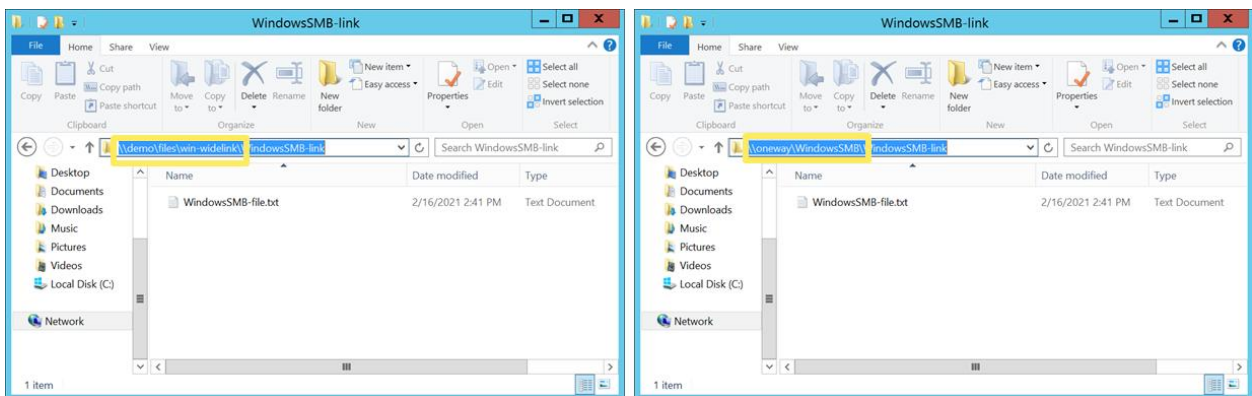 WindowsSMB-link
File Home Share View
Copy
Paste
Cut
Copy path
Paste shortcut
Clipboard
Move to
Copy to
Delete
Rename
Organize
New folder
New item
Easy access
New
Properties
Open
Edit
Open
Select all
Select none
Invert selection
Select
\\demo\files\win-widelink\WindowsSMB-link
Search WindowsSMB-link
Desktop
Documents
Downloads
Music
Pictures
Videos
Local Disk (C:)
Network
Name Date modified Type
WindowsSMB-file.txt 2/16/2021 2:41 PM Text Document
1 item
WindowsSMB-link
File Home Share View
Copy
Paste
Cut
Copy path
Paste shortcut
Clipboard
Move to
Copy to
Delete
Rename
Organize
New folder
New item
Easy access
New
Properties
Open
Edit
Open
Select all
Select none
Invert selection
Select
\\oneway\WindowsSMB\WindowsSMB-link
Search WindowsSMB-link
Desktop
Documents
Downloads
Music
Pictures
Videos
Local Disk (C:)
Network
Name Date modified Type
WindowsSMB-file.txt 2/16/2021 2:41 PM Text Document
1 item